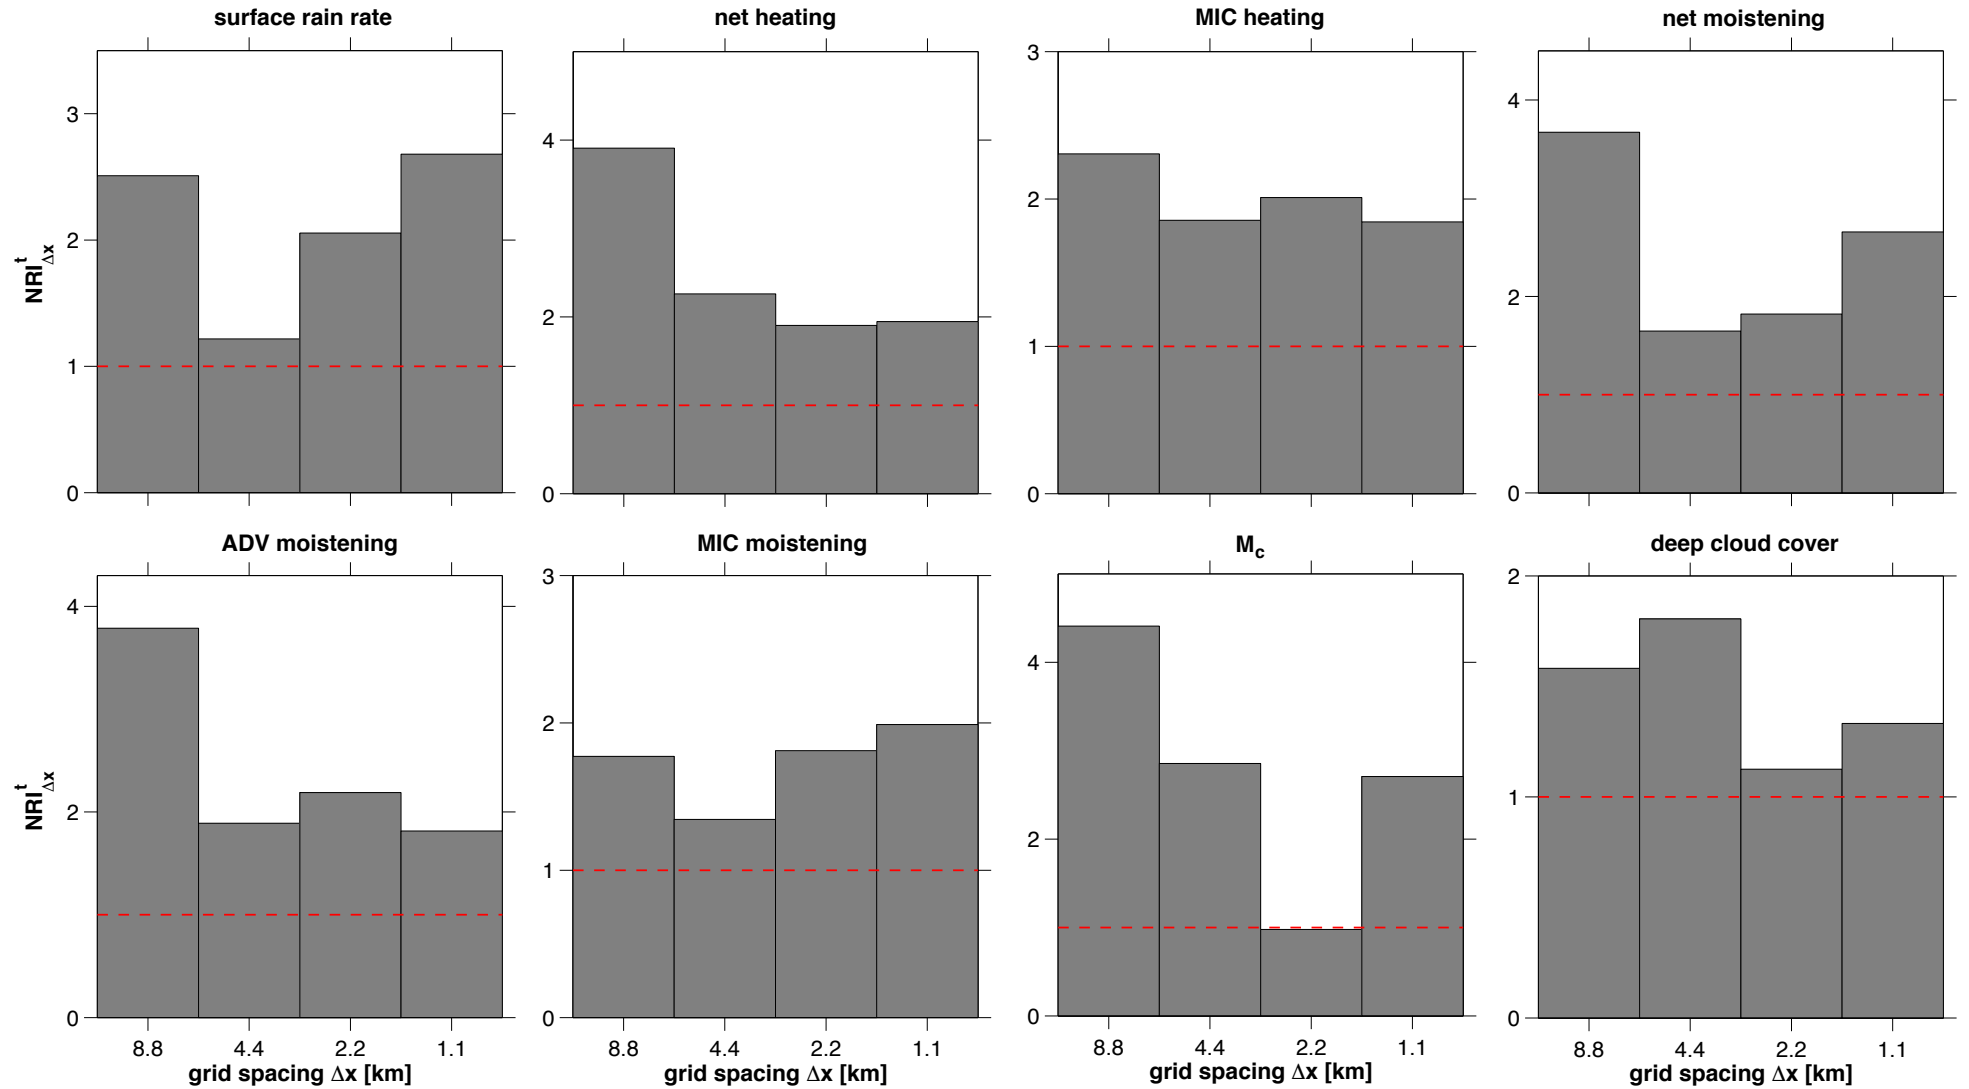 surface rain rate
net heating
MIC heating
net moistening
3
2
1
0
NRI^t_Δx
4
2
0
3
2
1
0
4
2
0
ADV moistening
MIC moistening
M_c
deep cloud cover
4
2
0
NRI^t_Δx
3
2
1
0
4
2
0
2
1
0
8.8 4.4 2.2 1.1
grid spacing Δx [km]
8.8 4.4 2.2 1.1
grid spacing Δx [km]
8.8 4.4 2.2 1.1
grid spacing Δx [km]
8.8 4.4 2.2 1.1
grid spacing Δx [km]